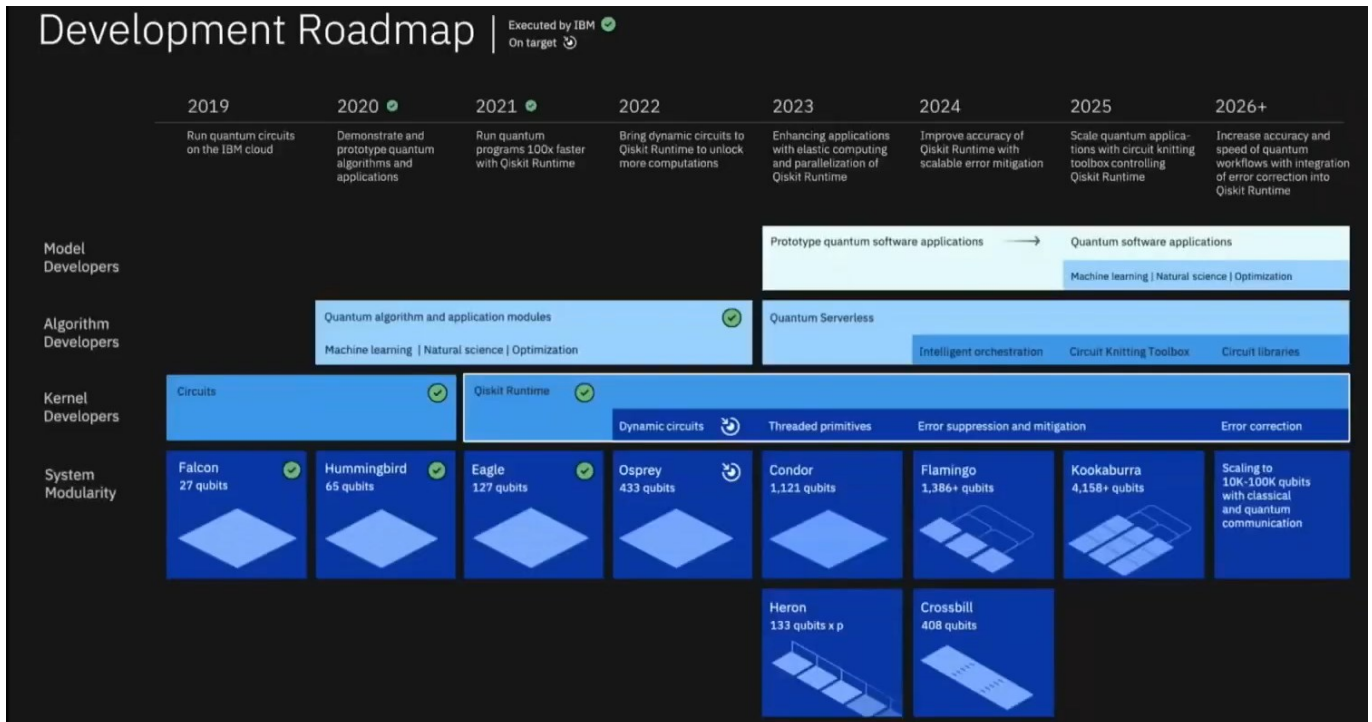 Development Roadmap
Executed by IBM
On target
2019
Run quantum circuits
on the IBM cloud
2020
Demonstrate and
prototype quantum
algorithms and
applications
2021
Run quantum
programs 100x faster
with Qiskit Runtime
2022
Bring dynamic circuits to
Qiskit Runtime to unlock
more computations
2023
Enhancing applications
with elastic computing
and parallelization of
Qiskit Runtime
2024
Improve accuracy of
Qiskit Runtime with
scalable error mitigation
2025
Scale quantum applica-
tions with circuit knitting
toolbox controlling
Qiskit Runtime
2026+
Increase accuracy and
speed of quantum
workflows with integration
of error correction into
Qiskit Runtime
Model
Developers
Prototype quantum software applications →
Quantum software applications
Machine learning | Natural science | Optimization
Algorithm
Developers
Quantum algorithm and application modules
Machine learning | Natural science | Optimization
Quantum Serverless
Intelligent orchestration
Circuit Knitting Toolbox
Circuit libraries
Kernel
Developers
Circuits
Qiskit Runtime
Dynamic circuits
Threaded primitives
Error suppression and mitigation
Error correction
System
Modularity
Falcon
27 qubits
Hummingbird
65 qubits
Eagle
127 qubits
Osprey
433 qubits
Condor
1,121 qubits
Flamingo
1,386+ qubits
Kookaburra
4,158+ qubits
Scaling to
10K-100K qubits
with classical
and quantum
communication
Heron
133 qubits x p
Crossbill
408 qubits